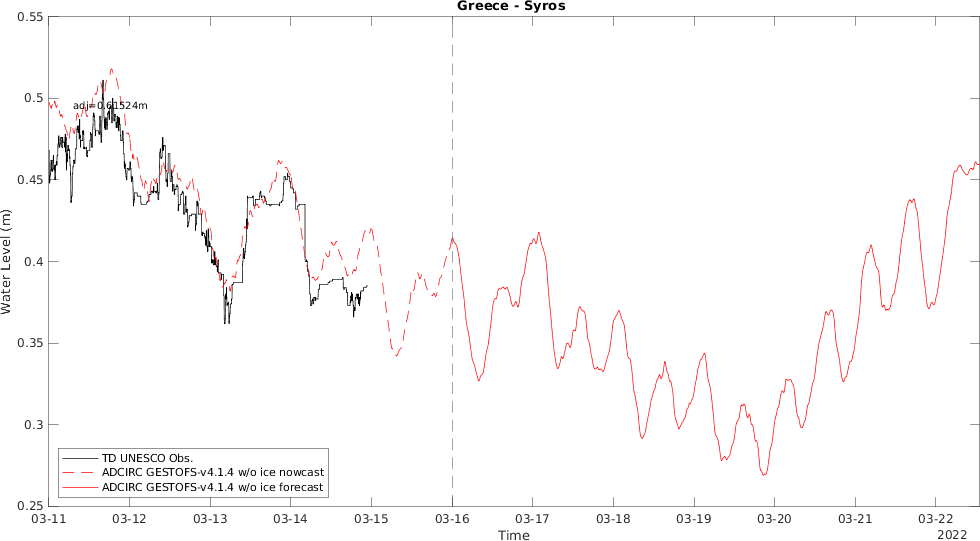 Greece - Syros
0.55
0.5
0.45
0.4
0.35
0.3
0.25
Water Level (m)
adj=0.61524m
TD UNESCO Obs.
ADCIRC GESTOFS-v4.1.4 w/o ice nowcast
ADCIRC GESTOFS-v4.1.4 w/o ice forecast
03-11 03-12 03-13 03-14 03-15 03-16 03-17 03-18 03-19 03-20 03-21 03-22
Time
2022